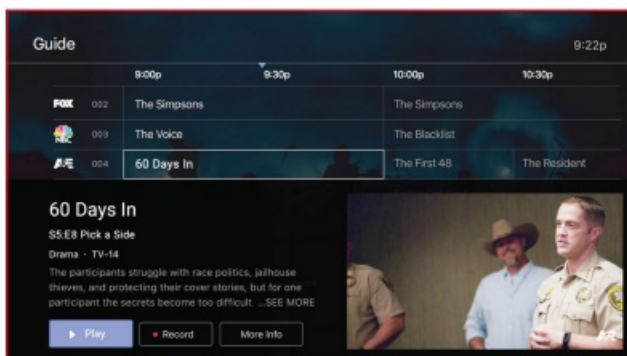 Guide
9:22p
9:00p 9:30p 10:00p 10:30p
FOX 002 The Simpsons The Simpsons
NBC 003 The Voice The Blacklist
A&E 004 60 Days In The First 48 The Resident
60 Days In
S5:E8 Pick a Side
Drama · TV-14
The participants struggle with race politics, jailhouse
thieves, and protecting their cover stories, but for one
participant the secrets become too difficult ...SEE MORE
Play Record More Info
A&E